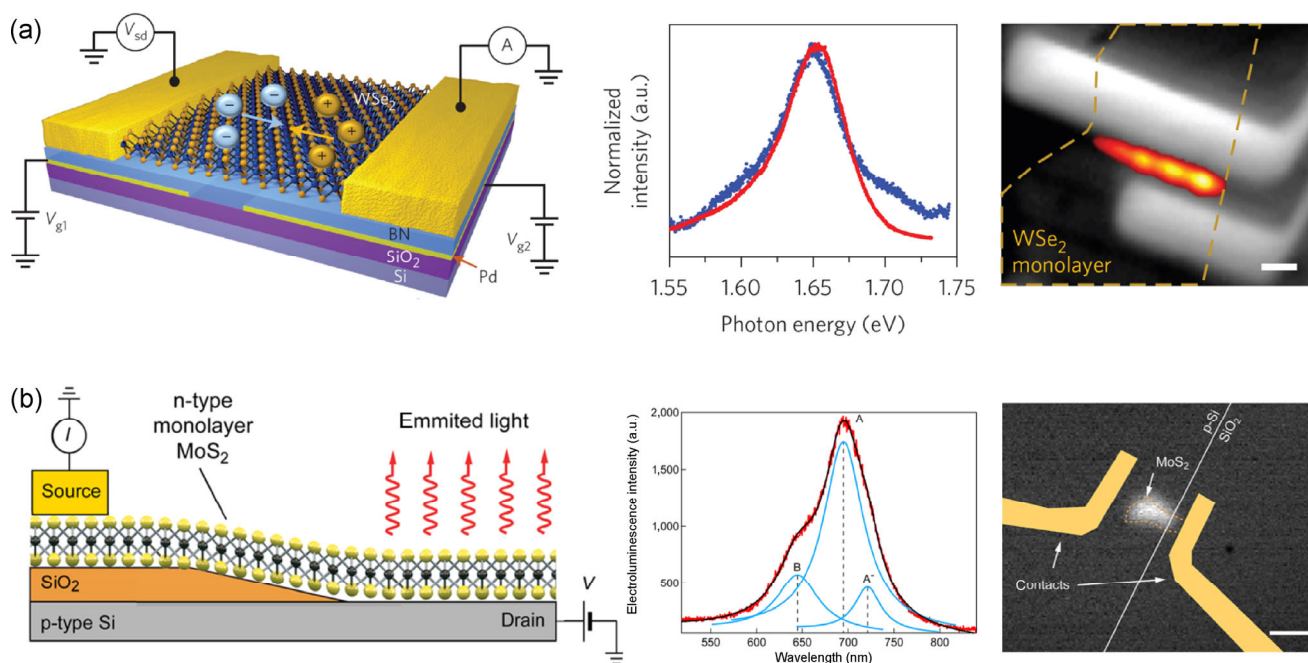 (a)
V_sd
A
WSe₂
V_g1
V_g2
BN
SiO₂
Si
Pd
Normalized
intensity (a.u.)
1.55
1.60
1.65
1.70
1.75
Photon energy (eV)
WSe₂
monolayer
(b)
I
Source
n-type
monolayer
MoS₂
Emmited light
SiO₂
p-type Si
Drain
V
Electroluminescence intensity (a.u.)
2,000
1,500
1,000
500
A
B
A⁻
550
600
650
700
750
800
Wavelength (nm)
p-Si
SiO₂
MoS₂
Contacts